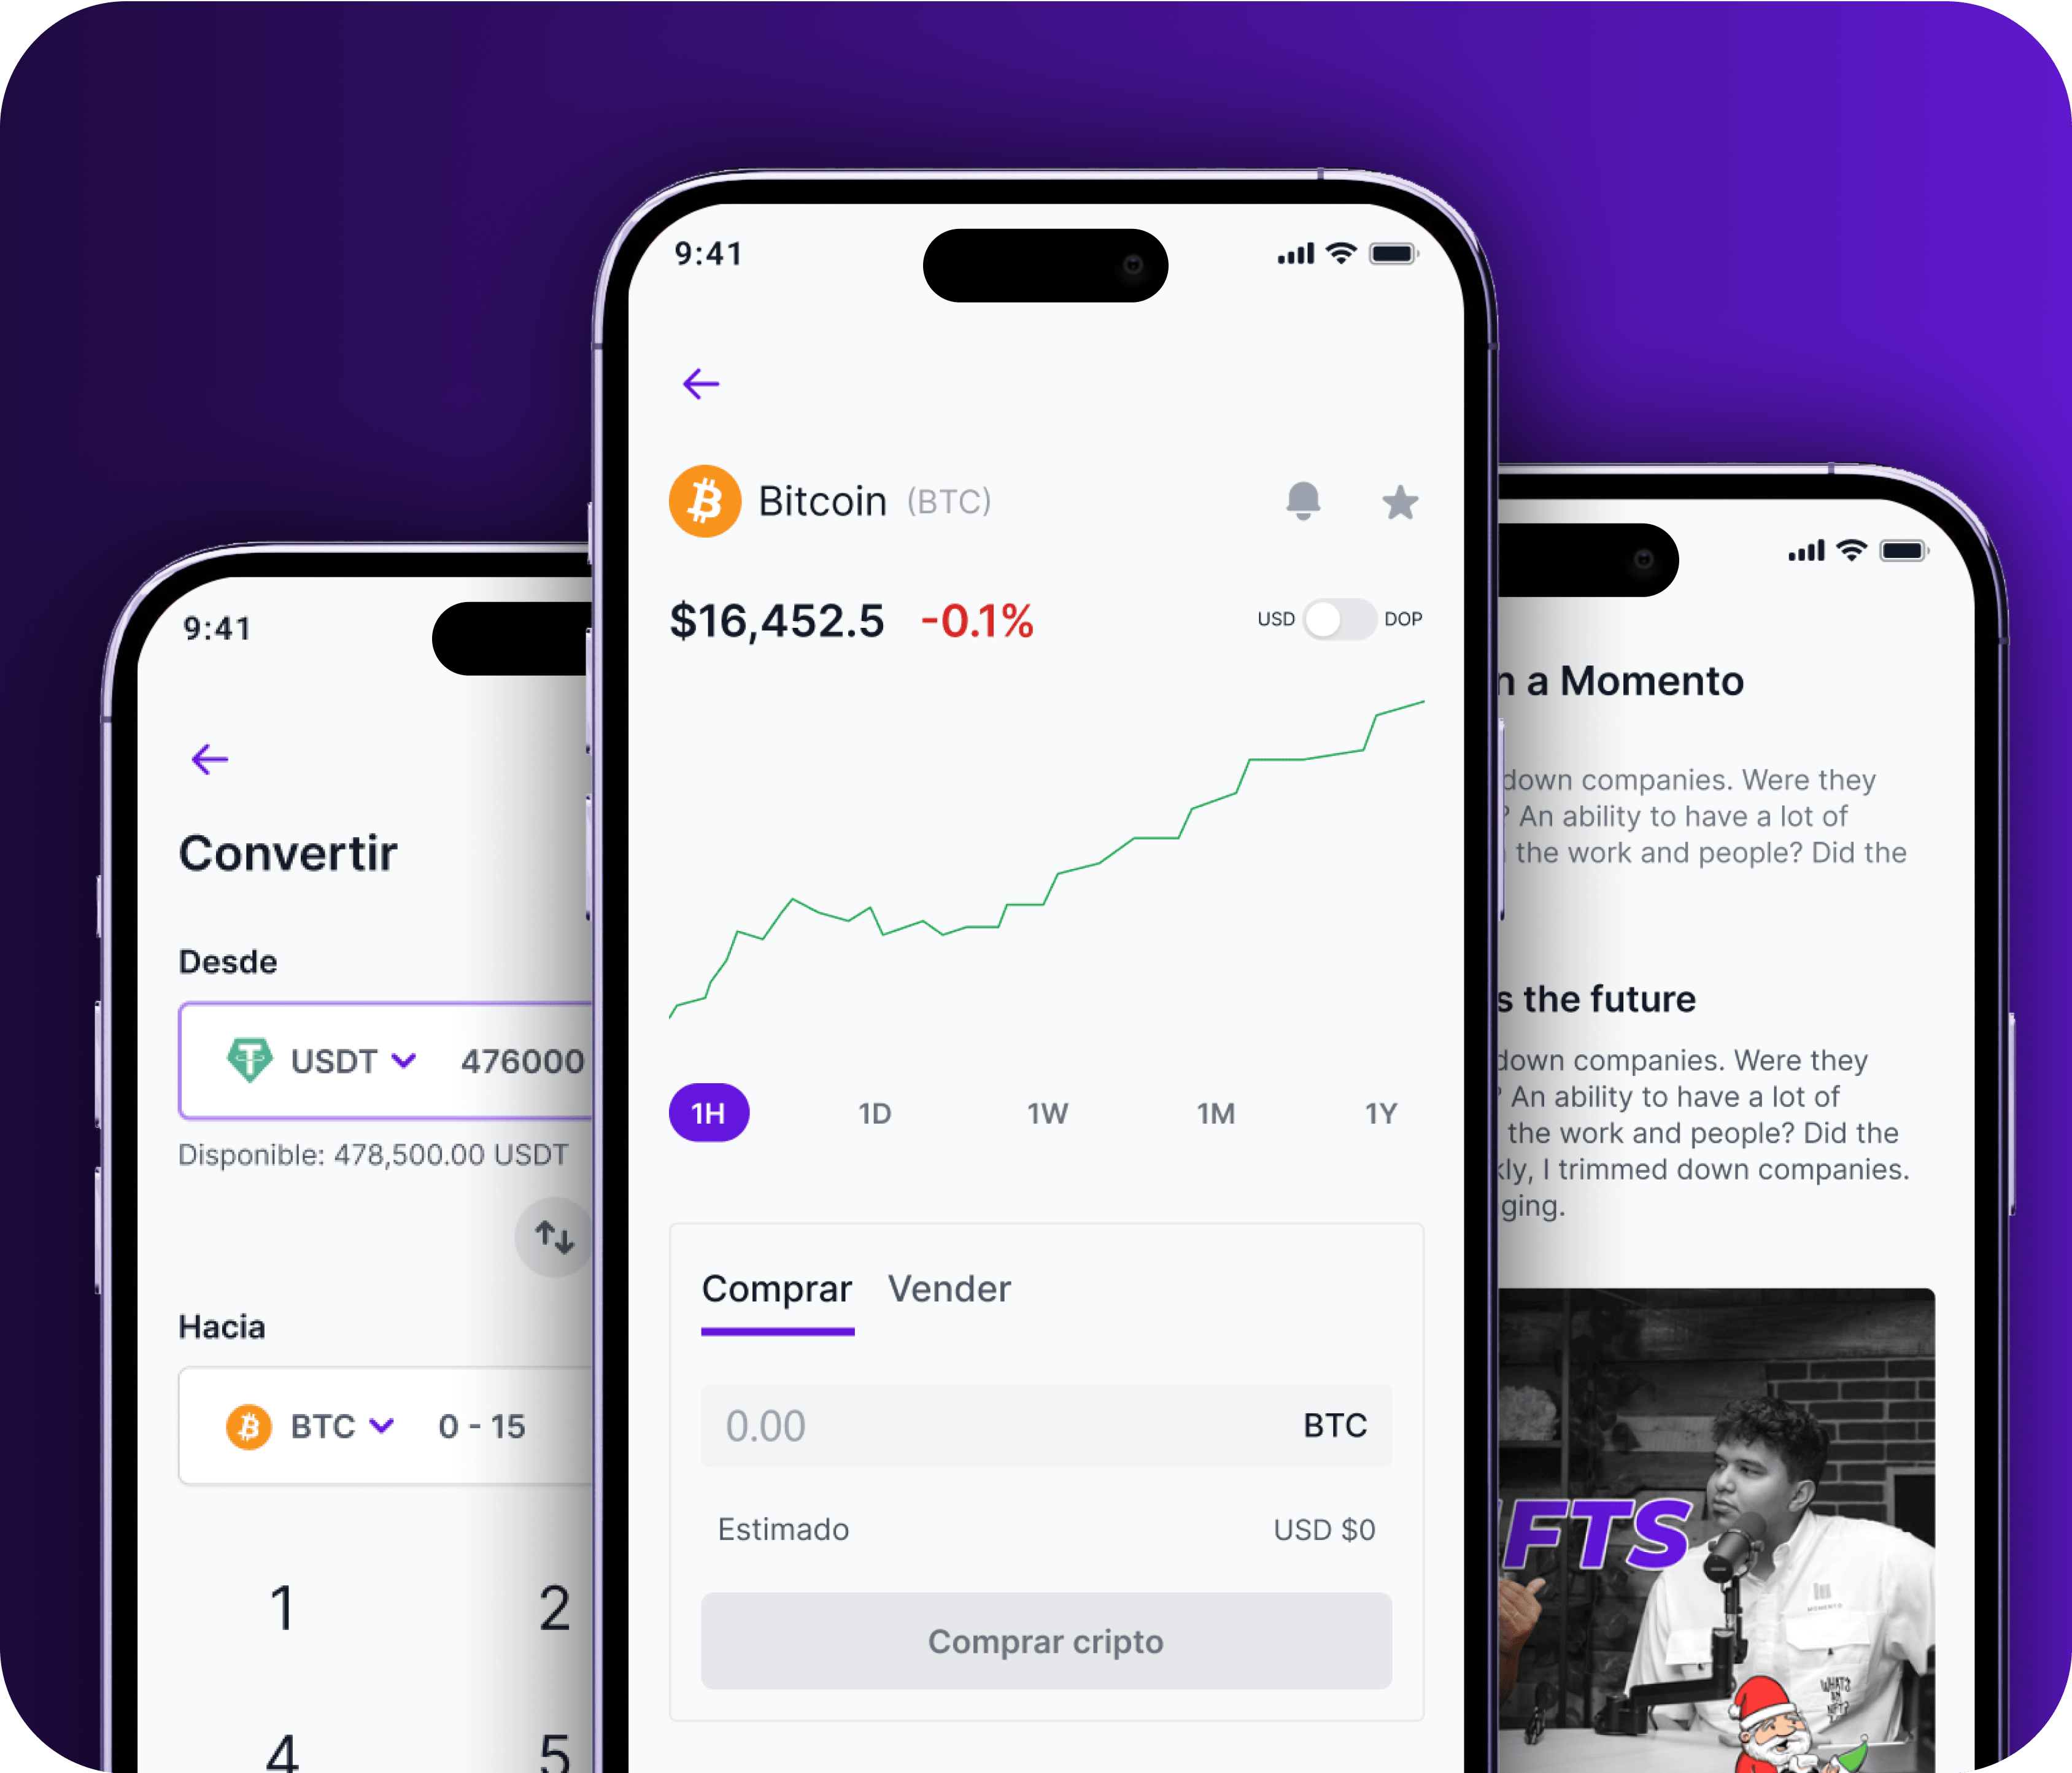 9:41
Convertir
Desde
USDT 476000
Disponible: 478,500.00 USDT
Hacia
BTC 0 - 15
1 2
4 5
9:41
Bitcoin (BTC)
$16,452.5 -0.1%
USD DOP
1H 1D 1W 1M 1Y
Comprar Vender
0.00 BTC
Estimado USD $0
Comprar cripto
n a Momento
down companies. Were they
? An ability to have a lot of
the work and people? Did the
s the future
down companies. Were they
? An ability to have a lot of
the work and people? Did the
kly, I trimmed down companies.
ging.
FTS
MOMENTO
WHAT'S
AN
NFT?